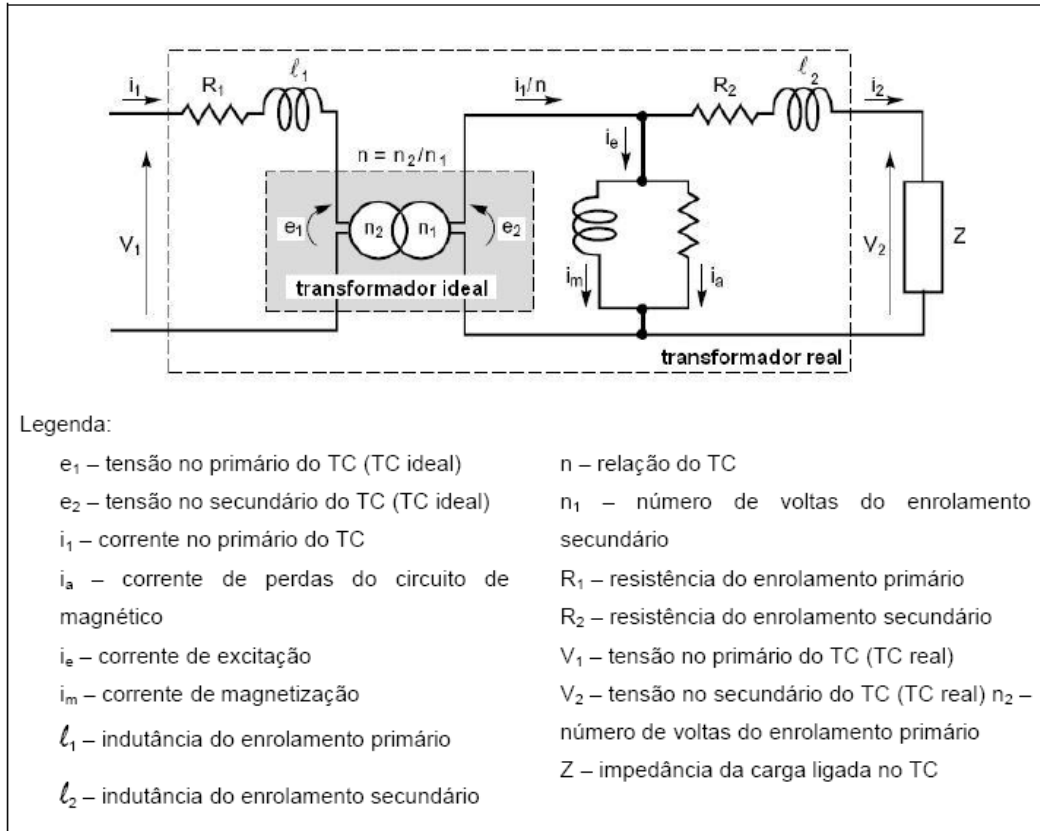 i₁
R₁
ℓ₁
i₁/n
R₂
ℓ₂
i₂
n = n₂/n₁
iₑ
V₁
e₁
n₂
n₁
e₂
transformador ideal
iₘ
iₐ
V₂
Z
transformador real
Legenda:
e₁ – tensão no primário do TC (TC ideal)
e₂ – tensão no secundário do TC (TC ideal)
i₁ – corrente no primário do TC
iₐ – corrente de perdas do circuito de
magnético
iₑ – corrente de excitação
iₘ – corrente de magnetização
ℓ₁ – indutância do enrolamento primário
ℓ₂ – indutância do enrolamento secundário
n – relação do TC
n₁ – número de voltas do enrolamento
secundário
R₁ – resistência do enrolamento primário
R₂ – resistência do enrolamento secundário
V₁ – tensão no primário do TC (TC real)
V₂ – tensão no secundário do TC (TC real) n₂ –
número de voltas do enrolamento primário
Z – impedância da carga ligada no TC